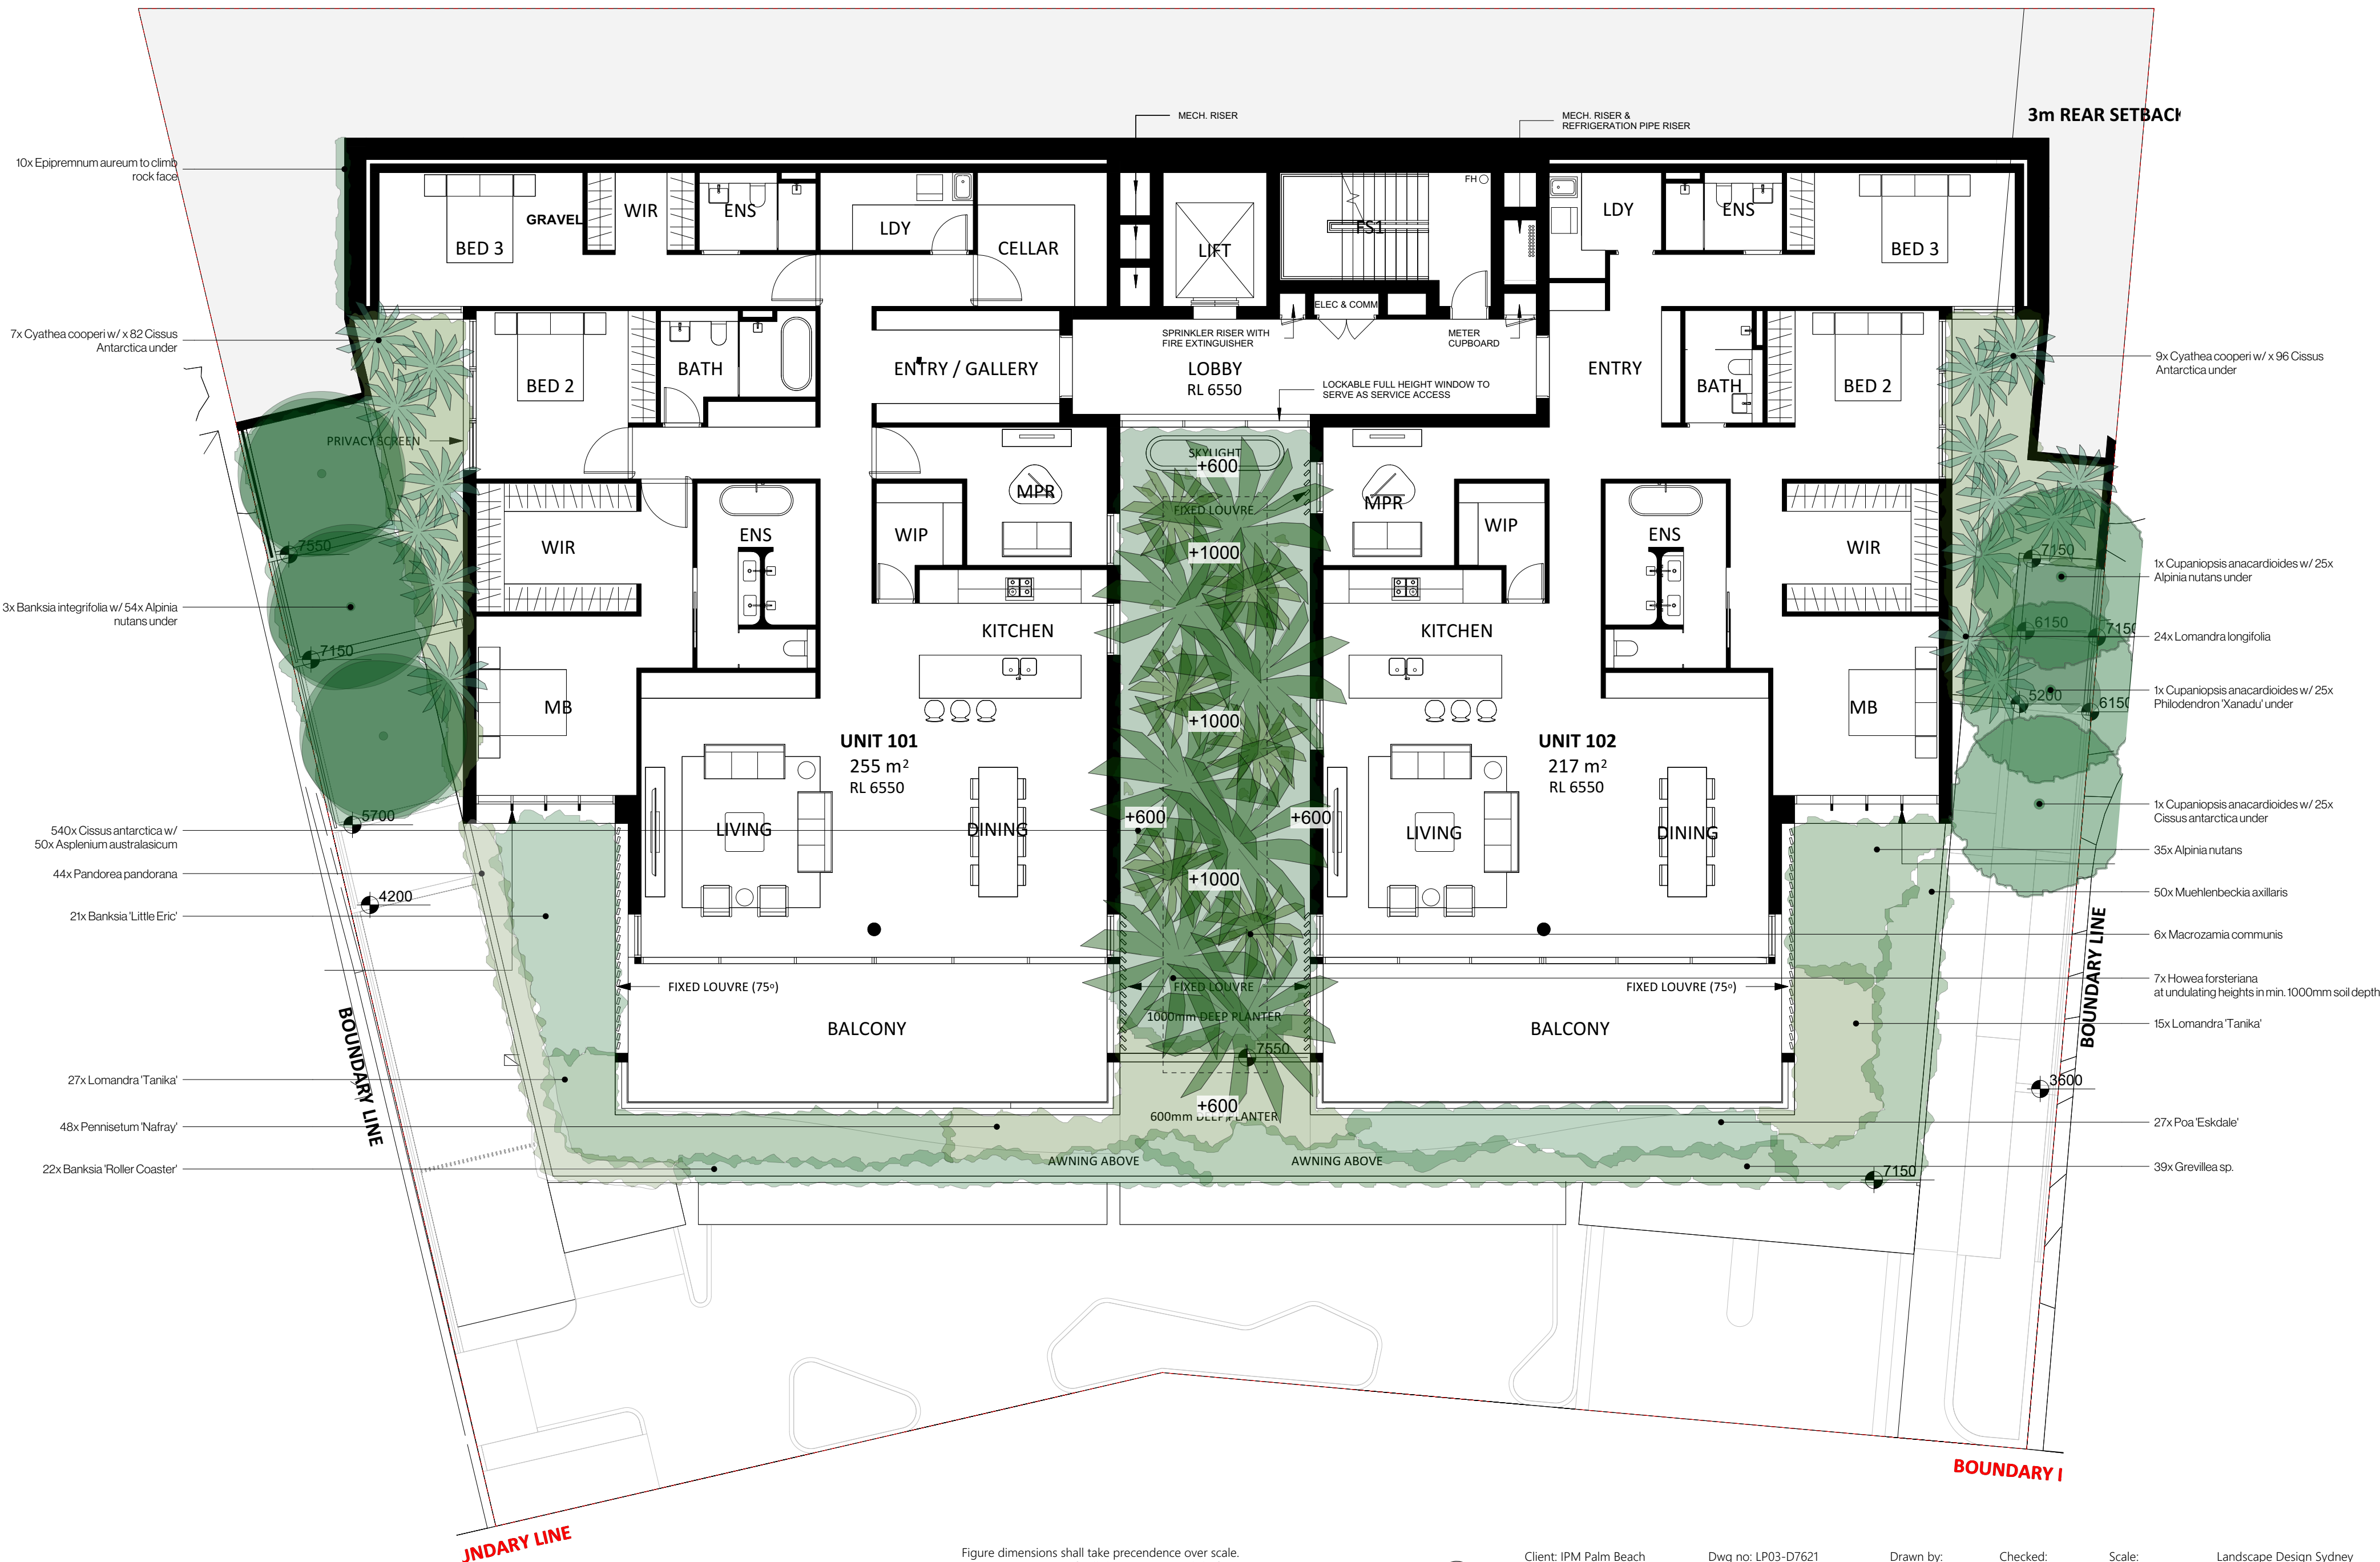 MECH. RISER
MECH. RISER &
REFRIGERATION PIPE RISER
3m REAR SETBACK
10x Epipremnum aureum to climb
rock face
BED 3
GRAVEL
WIR
ENS
LDY
CELLAR
LIFT
FS1
FH
LDY
ENS
BED 3
ELEC & COMM
SPRINKLER RISER WITH
FIRE EXTINGUISHER
METER
CUPBOARD
7x Cyathea cooperi w/ x 82 Cissus
Antarctica under
BED 2
BATH
ENTRY / GALLERY
LOBBY
RL 6550
LOCKABLE FULL HEIGHT WINDOW TO
SERVE AS SERVICE ACCESS
ENTRY
BATH
BED 2
9x Cyathea cooperi w/ x 96 Cissus
Antarctica under
PRIVACY SCREEN
SKYLIGHT
+600
MPR
MPR
FIXED LOUVRE
WIR
ENS
WIP
+1000
WIP
ENS
WIR
7550
7150
1x Cupaniopsis anacardioides w/ 25x
Alpinia nutans under
3x Banksia integrifolia w/ 54x Alpinia
nutans under
KITCHEN
KITCHEN
6150
7150
24x Lomandra longifolia
7150
MB
MB
5200
6150
1x Cupaniopsis anacardioides w/ 25x
Philodendron 'Xanadu' under
+1000
UNIT 101
255 m²
RL 6550
UNIT 102
217 m²
RL 6550
5700
540x Cissus antarctica w/
50x Asplenium australasicum
LIVING
DINING
+600
+600
LIVING
DINING
1x Cupaniopsis anacardioides w/ 25x
Cissus antarctica under
35x Alpinia nutans
44x Pandorea pandorana
+1000
4200
50x Muehlenbeckia axillaris
21x Banksia 'Little Eric'
6x Macrozamia communis
BOUNDARY LINE
7x Howea forsteriana
at undulating heights in min. 1000mm soil depth
FIXED LOUVRE (75º)
FIXED LOUVRE
FIXED LOUVRE (75º)
1000mm DEEP PLANTER
BALCONY
BALCONY
15x Lomandra 'Tanika'
BOUNDARY LINE
7550
27x Lomandra 'Tanika'
3600
+600
600mm DEEP PLANTER
48x Pennisetum 'Nafray'
27x Poa 'Eskdale'
AWNING ABOVE
AWNING ABOVE
22x Banksia 'Roller Coaster'
7150
39x Grevillea sp.
BOUNDARY
NDARY LINE
Figure dimensions shall take precendence over scale.
Client: IPM Palm Beach
Dwg no: LP03-D7621
Drawn by:
Checked:
Scale:
Landscape Design Sydney